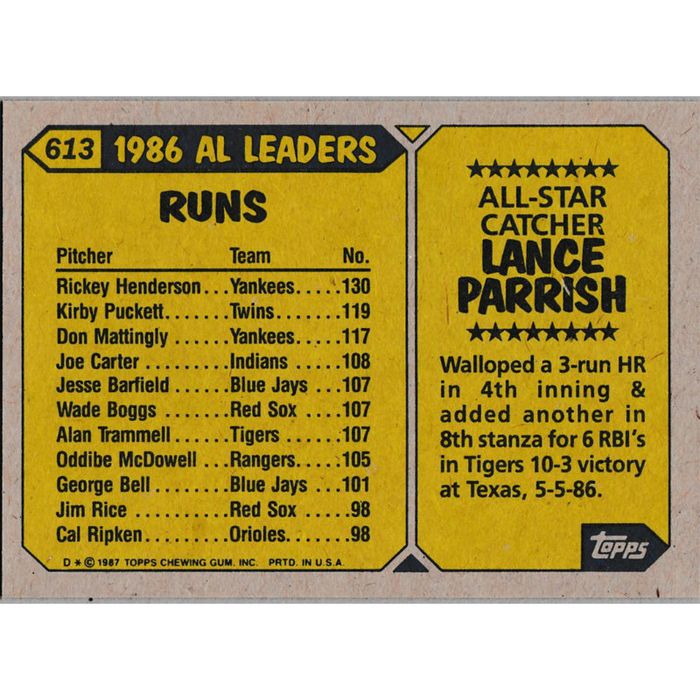 613 1986 AL LEADERS
RUNS
Pitcher Team No.
Rickey Henderson...Yankees.....130
Kirby Puckett........Twins.......119
Don Mattingly .......Yankees.....117
Joe Carter ..........Indians .....108
Jesse Barfield .......Blue Jays ...107
Wade Boggs ........Red Sox ....107
Alan Trammell.......Tigers ......107
Oddibe McDowell ...Rangers.....105
George Bell .........Blue Jays ...101
Jim Rice ............Red Sox .....98
Cal Ripken..........Orioles.......98
D * © 1987 TOPPS CHEWING GUM, INC. PRTD. IN U.S.A.
ALL-STAR
CATCHER
LANCE
PARRISH
Walloped a 3-run HR
in 4th inning &
added another in
8th stanza for 6 RBI's
in Tigers 10-3 victory
at Texas, 5-5-86.
topps